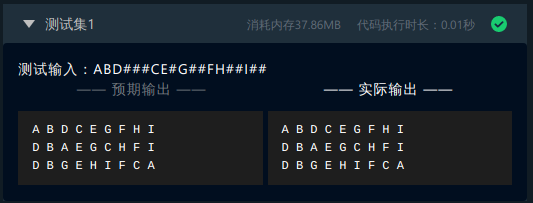 测试集1 消耗内存37.86MB 代码执行时长：0.01秒
测试输入：ABD###CE#G##FH##I##
—— 预期输出 —— —— 实际输出 ——
A B D C E G F H I A B D C E G F H I
D B A E G C H F I D B A E G C H F I
D B G E H I F C A D B G E H I F C A